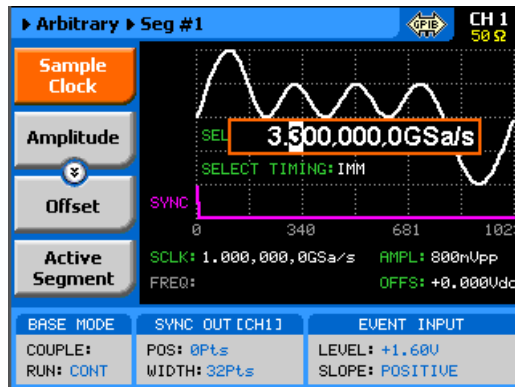 ▸ Arbitrary ▸ Seg #1
GPIB
CH 1
50 Ω
Sample
Clock
Amplitude
Offset
Active
Segment
SEL
3.300,000,0GSa/s
SELECT TIMING: IMM
SYNC
0 340 681 1023
SCLK: 1.000,000,0GSa/s AMPL: 800mVpp
FREQ: OFFS: +0.000Vdc
BASE MODE
COUPLE:
RUN: CONT
SYNC OUT [CH1]
POS: 0Pts
WIDTH: 32Pts
EVENT INPUT
LEVEL: +1.60V
SLOPE: POSITIVE